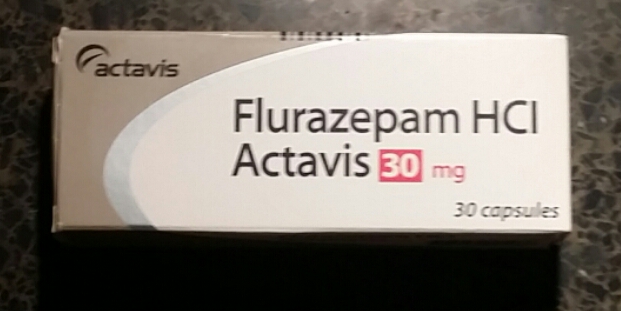 actavis
Flurazepam HCl
Actavis 30 mg
30 capsules